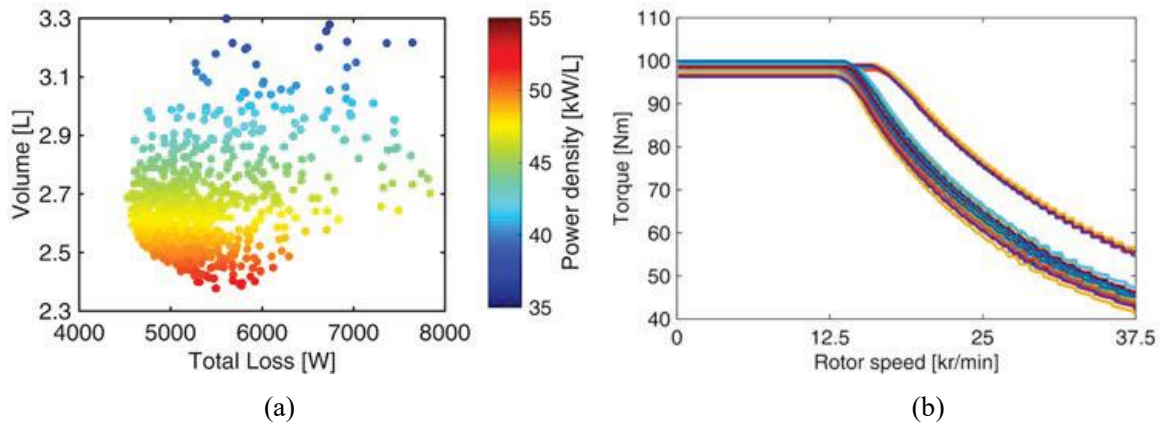 3.3
3.1
2.9
2.7
2.5
2.3
Volume [L]
4000 5000 6000 7000 8000
Total Loss [W]
55
50
45
40
35
Power density [kW/L]
(a)
110
100
90
80
70
60
50
40
Torque [Nm]
0 12.5 25 37.5
Rotor speed [kr/min]
(b)